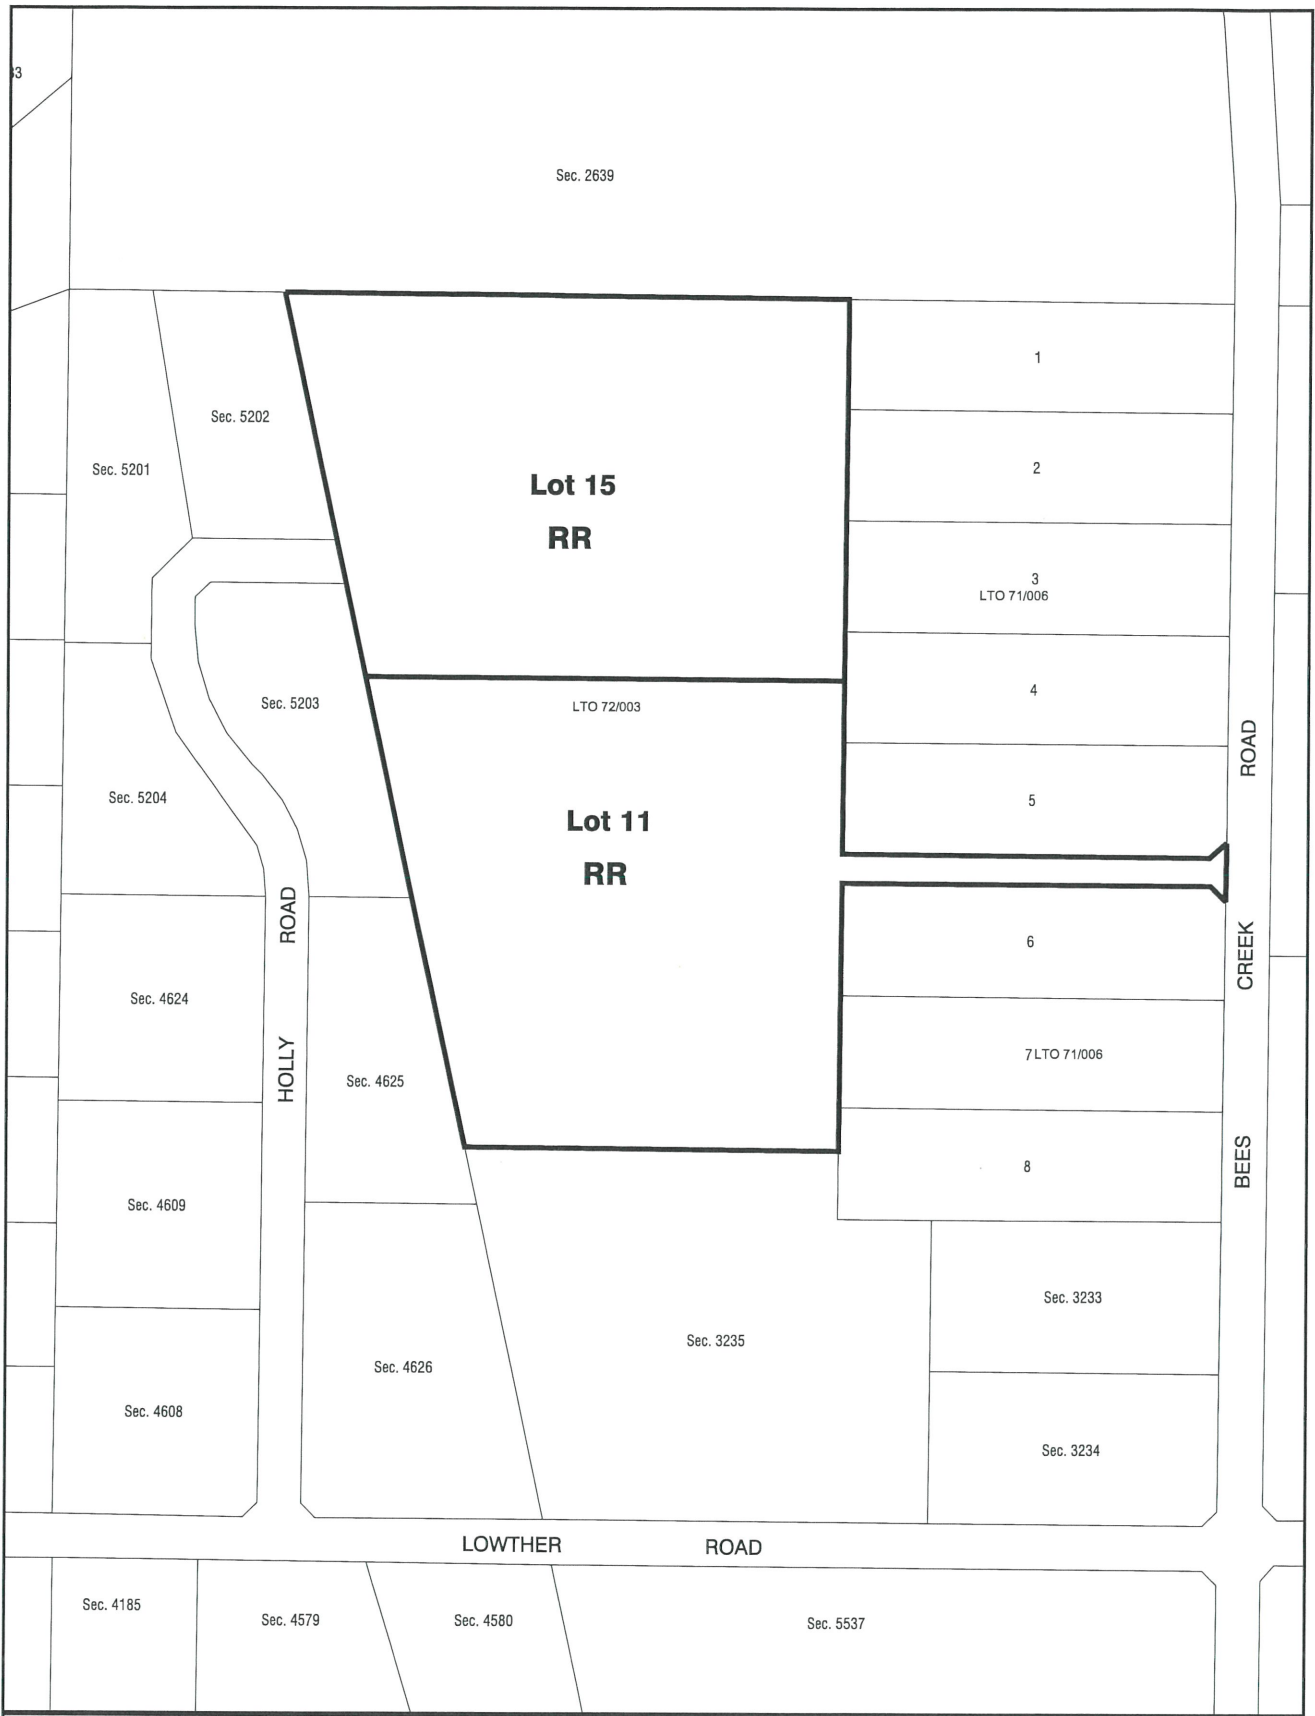 33
Sec. 2639
1
Sec. 5202
Sec. 5201
2
Lot 15
RR
3
LTO 71/006
4
Sec. 5203
LTO 72/003
ROAD
Sec. 5204
5
Lot 11
RR
ROAD
6
CREEK
Sec. 4624
HOLLY
Sec. 4625
7 LTO 71/006
BEES
8
Sec. 4609
Sec. 3233
Sec. 3235
Sec. 4626
Sec. 4608
Sec. 3234
LOWTHER ROAD
Sec. 4185
Sec. 4579
Sec. 4580
Sec. 5537